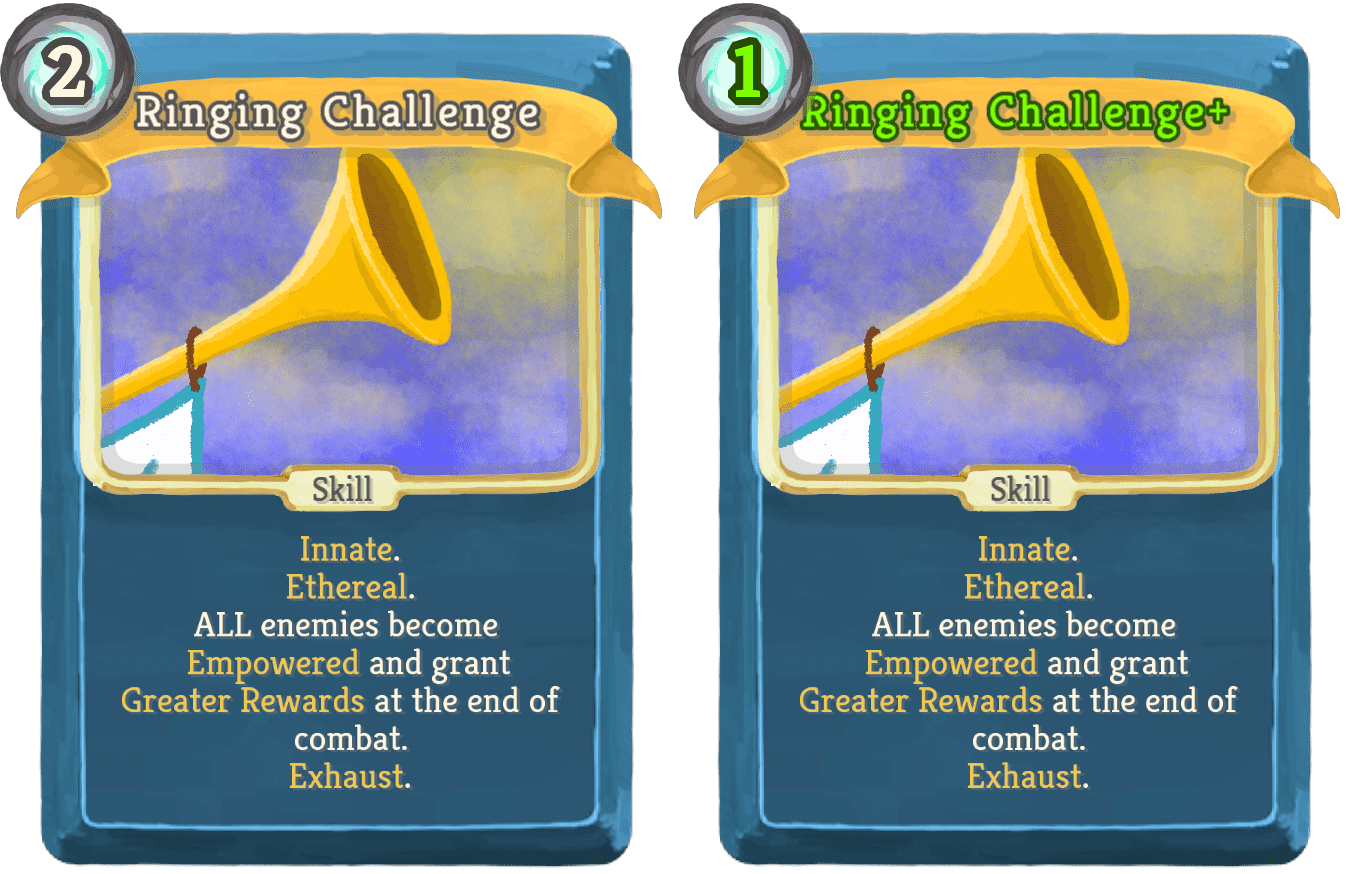 2
Ringing Challenge
Skill
Innate.
Ethereal.
ALL enemies become
Empowered and grant
Greater Rewards at the end of
combat.
Exhaust.
1
Ringing Challenge+
Skill
Innate.
Ethereal.
ALL enemies become
Empowered and grant
Greater Rewards at the end of
combat.
Exhaust.